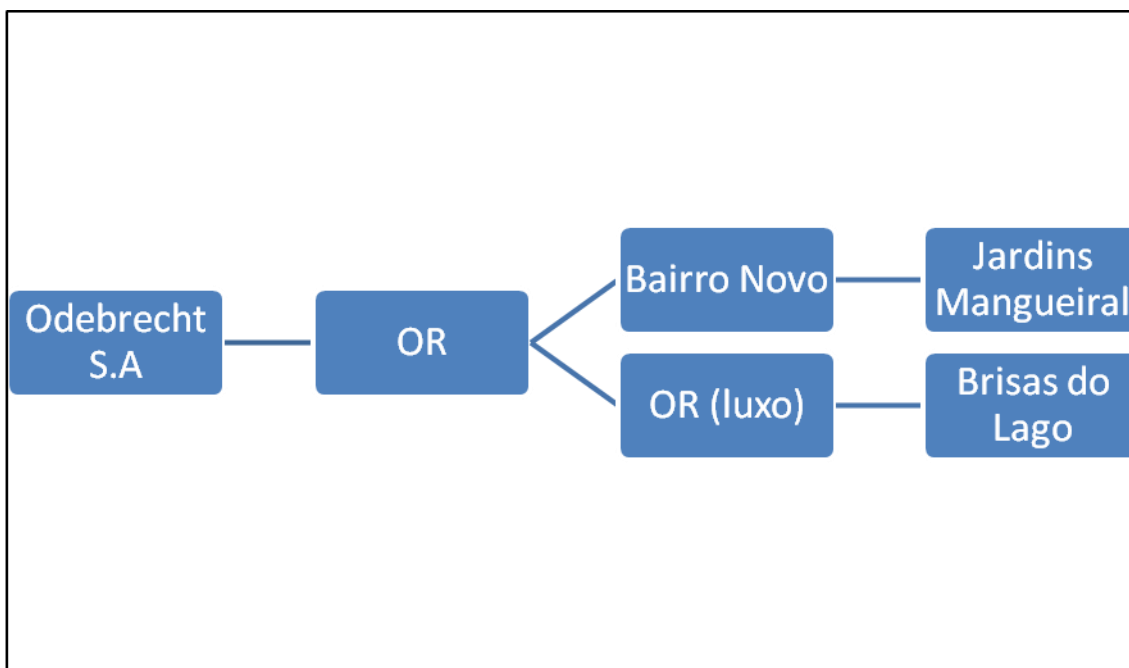 Odebrecht
S.A
OR
Bairro Novo
Jardins
Mangueiral
OR (luxo)
Brisas do
Lago